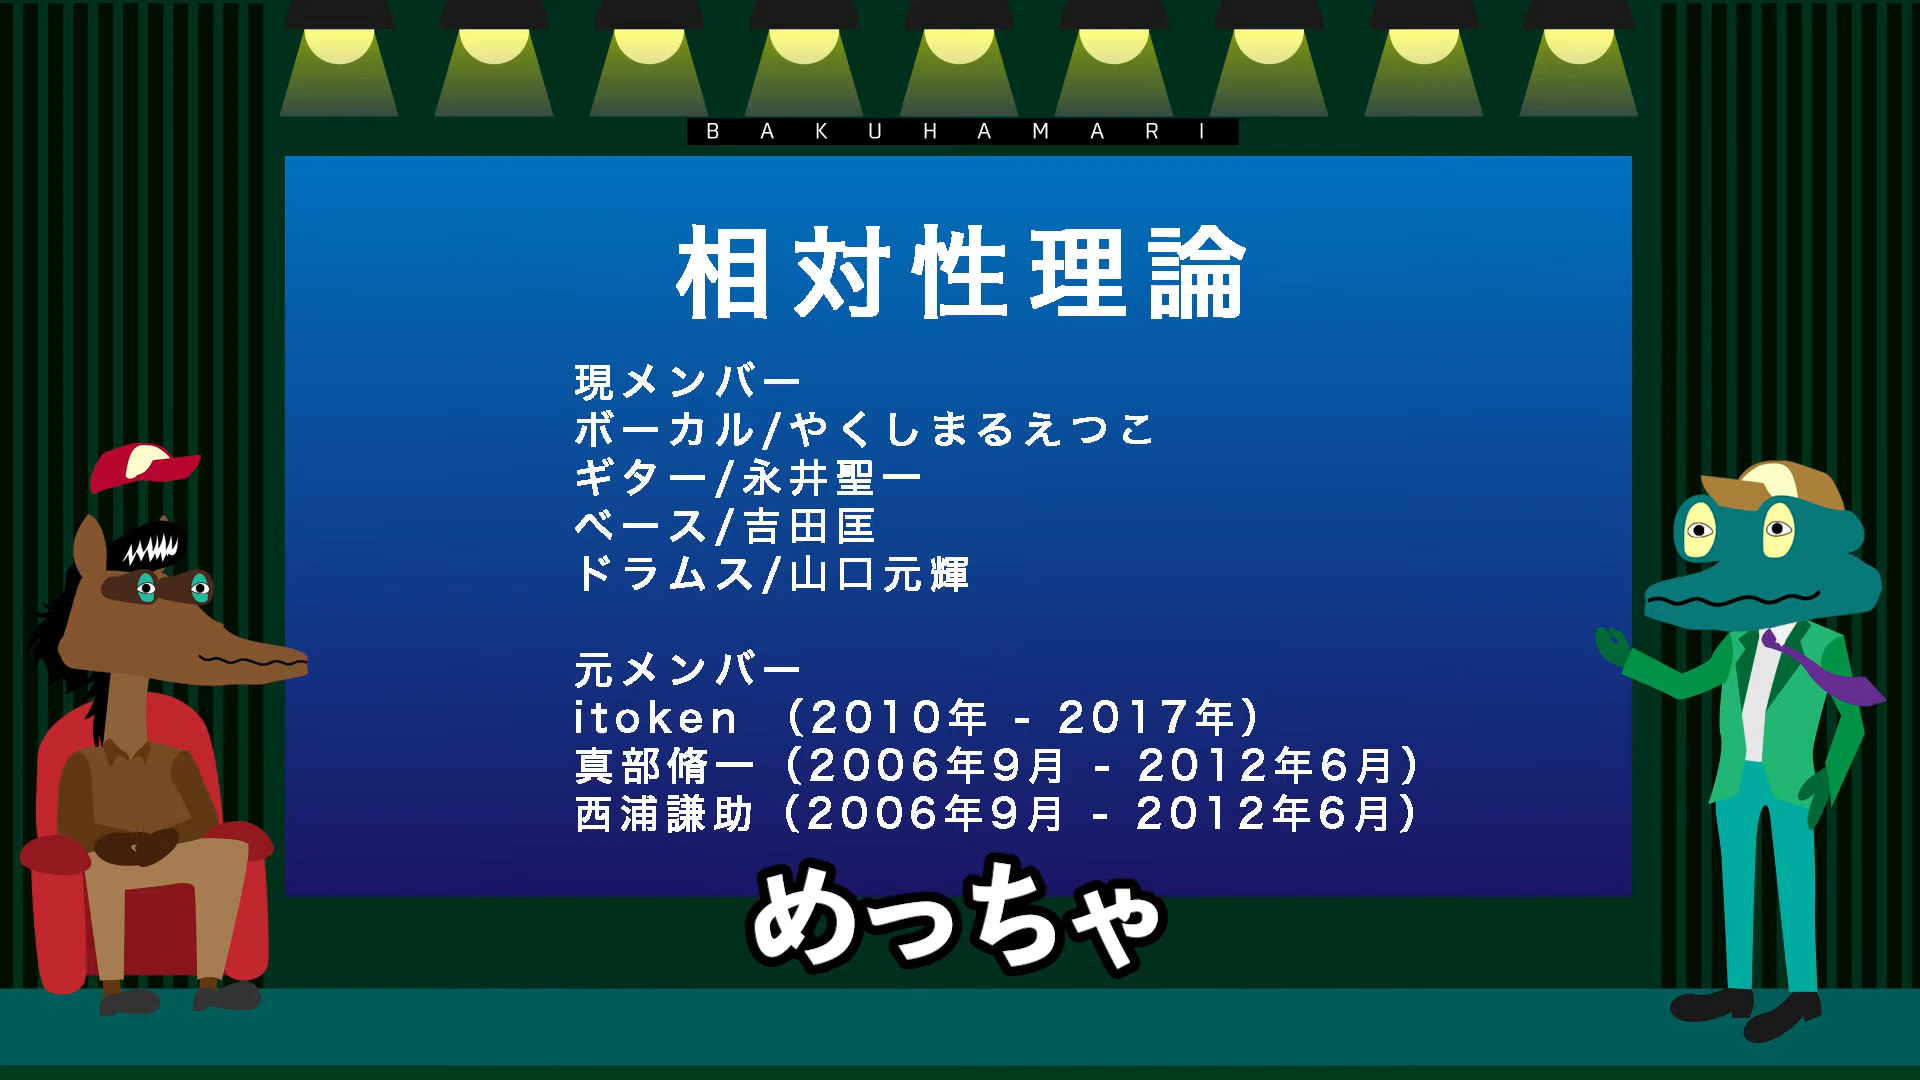 BAKUHAMARI
相対性理論
現メンバー
ボーカル/やくしまるえつこ
ギター/永井聖一
ベース/吉田匡
ドラムス/山口元輝
元メンバー
itoken （2010年 - 2017年）
真部脩一（2006年9月 - 2012年6月）
西浦謙助（2006年9月 - 2012年6月）
めっちゃ